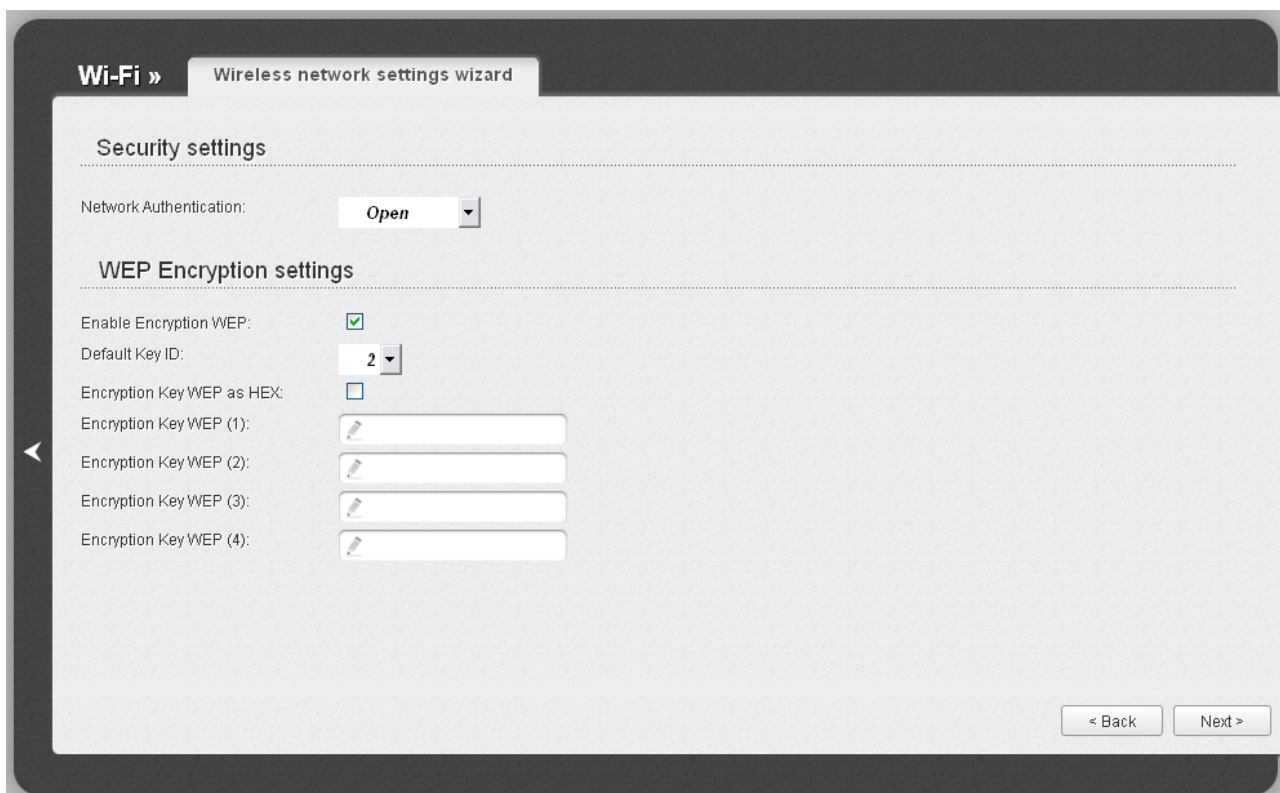 Wi-Fi » Wireless network settings wizard
Security settings
Network Authentication: Open
WEP Encryption settings
Enable Encryption WEP:
Default Key ID: 2
Encryption Key WEP as HEX:
Encryption Key WEP (1):
Encryption Key WEP (2):
Encryption Key WEP (3):
Encryption Key WEP (4):
< Back Next >